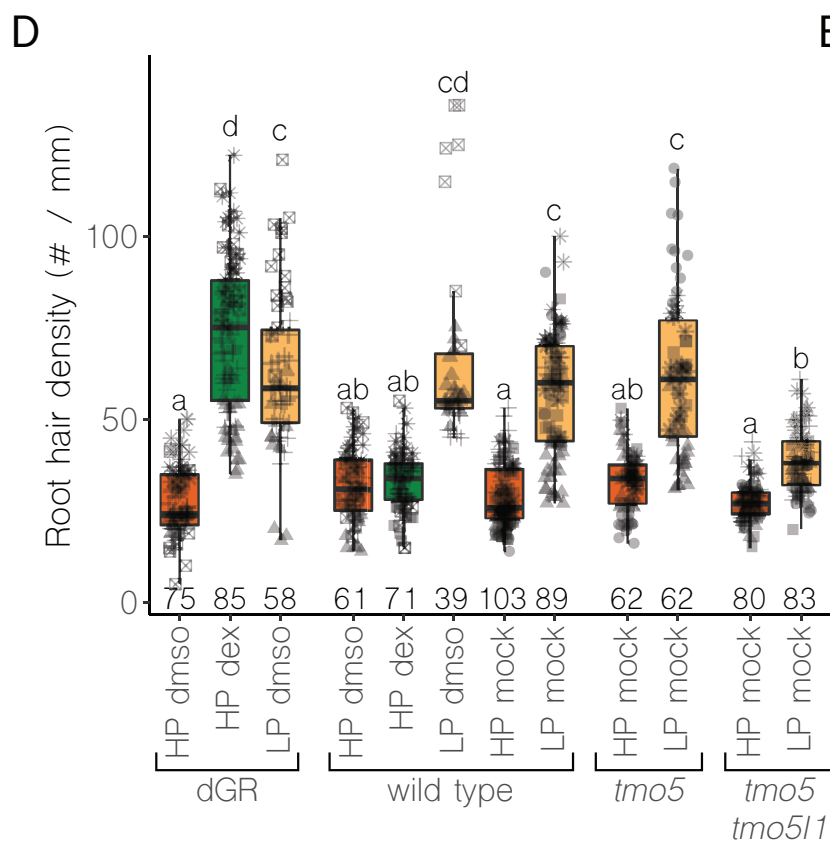 D
E
Root hair density (# / mm)
100
50
0
a
d
c
ab
ab
cd
a
c
ab
c
a
b
75 85 58 61 71 39 103 89 62 62 80 83
HP dmso
HP dex
LP dmso
HP dmso
HP dex
LP dmso
HP mock
LP mock
HP mock
LP mock
HP mock
LP mock
dGR
wild type
tmo5
tmo5
tmo5l1